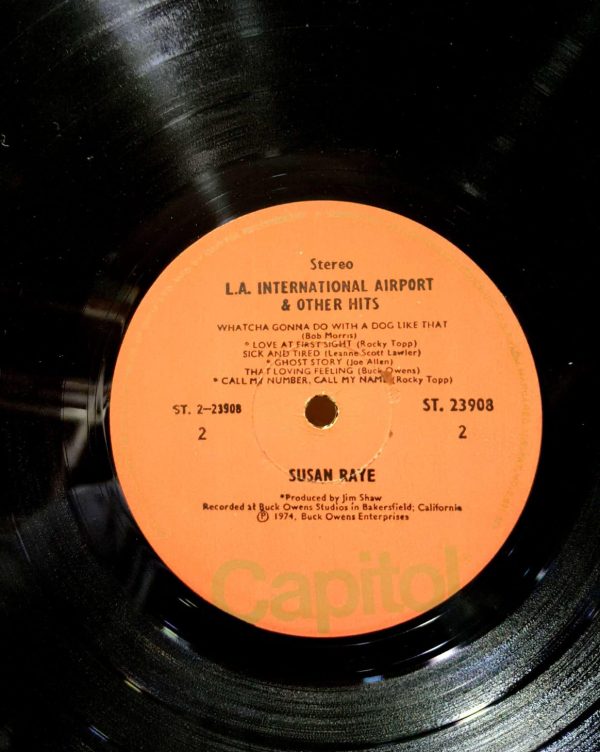 Stereo
L.A. INTERNATIONAL AIRPORT
& OTHER HITS
WHATCHA GONNA DO WITH A DOG LIKE THAT
(Bob Morris)
* LOVE AT FIRST SIGHT (Rocky Topp)
SICK AND TIRED (Leanne Scott Lawler)
* GHOST STORY (Joe Allen)
THAT LOVING FEELING (Buck Owens)
* CALL MY NUMBER, CALL MY NAME (Rocky Topp)
ST. 2-23908
ST. 23908
2
2
SUSAN RAYE
*Produced by Jim Shaw
Recorded at Buck Owens Studios in Bakersfield; California
Ⓟ 1974, Buck Owens Enterprises
Capitol